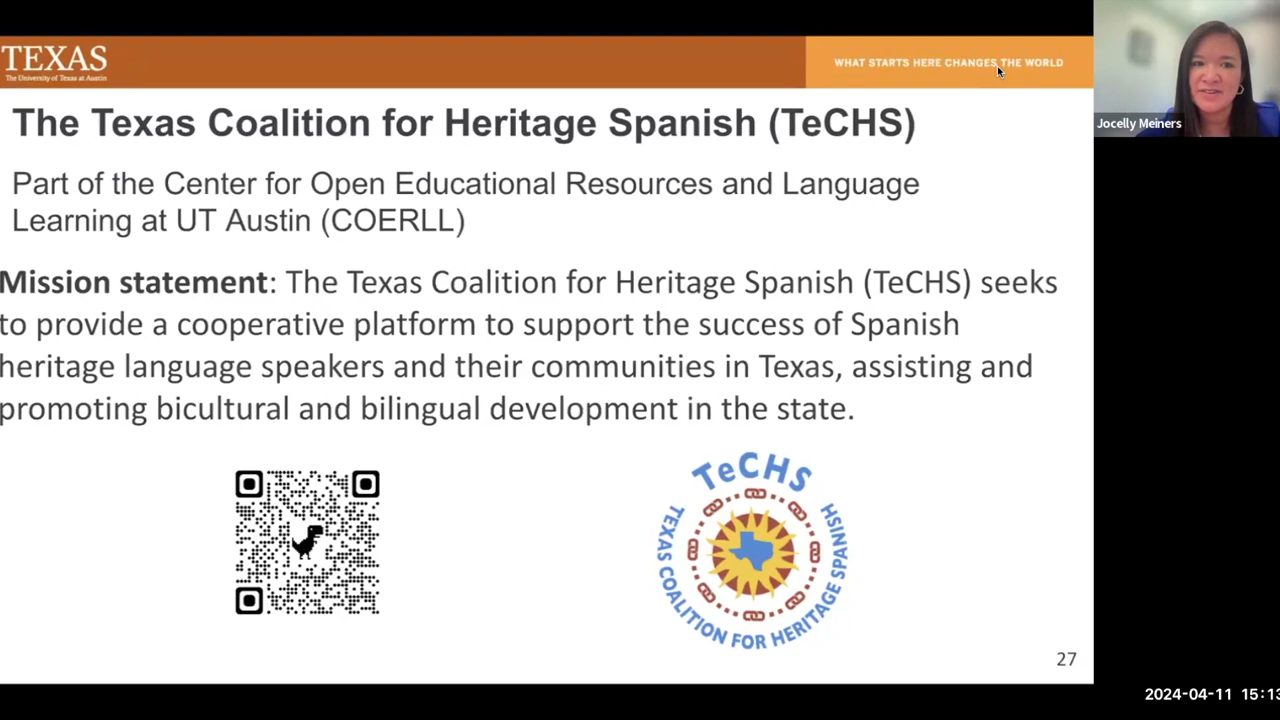 TEXAS
The University of Texas at Austin
WHAT STARTS HERE CHANGES THE WORLD
Jocelly Meiners
The Texas Coalition for Heritage Spanish (TeCHS)
Part of the Center for Open Educational Resources and Language
Learning at UT Austin (COERLL)
Mission statement: The Texas Coalition for Heritage Spanish (TeCHS) seeks
to provide a cooperative platform to support the success of Spanish
heritage language speakers and their communities in Texas, assisting and
promoting bicultural and bilingual development in the state.
TeCHS
TEXAS COALITION FOR HERITAGE SPANISH
27
2024-04-11 15:13